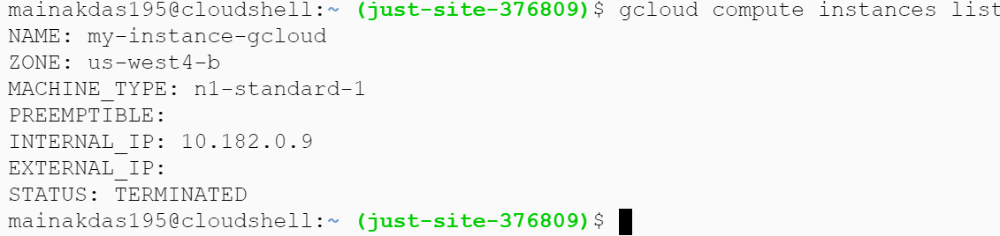 mainakdas195@cloudshell:~ (just-site-376809)$ gcloud compute instances list
NAME: my-instance-gcloud
ZONE: us-west4-b
MACHINE_TYPE: n1-standard-1
PREEMPTIBLE:
INTERNAL_IP: 10.182.0.9
EXTERNAL_IP:
STATUS: TERMINATED
mainakdas195@cloudshell:~ (just-site-376809)$